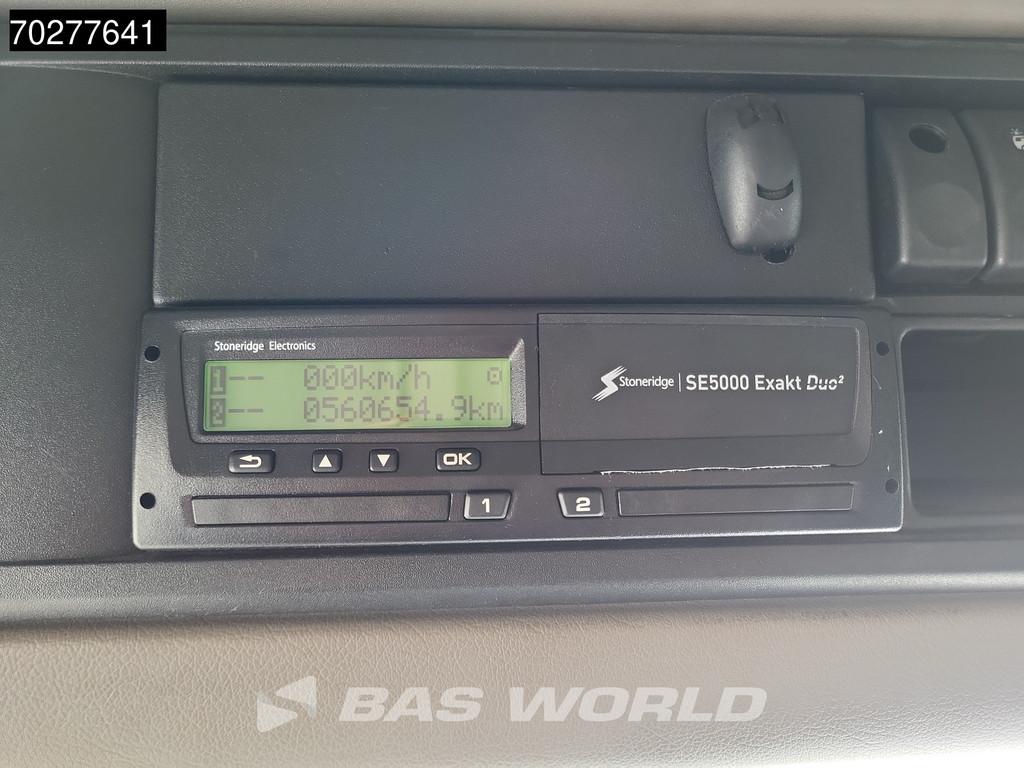 70277641
Stoneridge Electronics
1-- 000km/h
2-- 0560654.9km
Stoneridge | SE5000 Exakt Duo²
OK
1
2
BAS WORLD